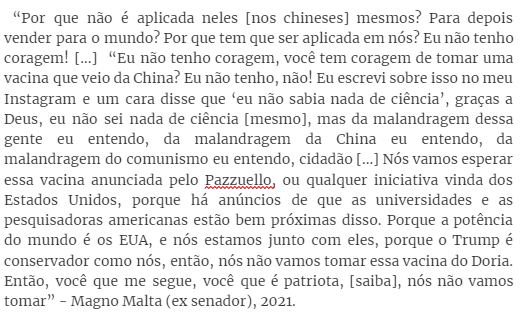 “Por que não é aplicada neles [nos chineses] mesmos? Para depois
vender para o mundo? Por que tem que ser aplicada em nós? Eu não tenho
coragem! [...] “Eu não tenho coragem, você tem coragem de tomar uma
vacina que veio da China? Eu não tenho, não! Eu escrevi sobre isso no meu
Instagram e um cara disse que ‘eu não sabia nada de ciência’, graças a
Deus, eu não sei nada de ciência [mesmo], mas da malandragem dessa
gente eu entendo, da malandragem da China eu entendo, da
malandragem do comunismo eu entendo, cidadão [...] Nós vamos esperar
essa vacina anunciada pelo Pazzuello, ou qualquer iniciativa vinda dos
Estados Unidos, porque há anúncios de que as universidades e as
pesquisadoras americanas estão bem próximas disso. Porque a potência
do mundo é os EUA, e nós estamos junto com eles, porque o Trump é
conservador como nós, então, nós não vamos tomar essa vacina do Doria.
Então, você que me segue, você que é patriota, [saiba], nós não vamos
tomar” - Magno Malta (ex senador), 2021.